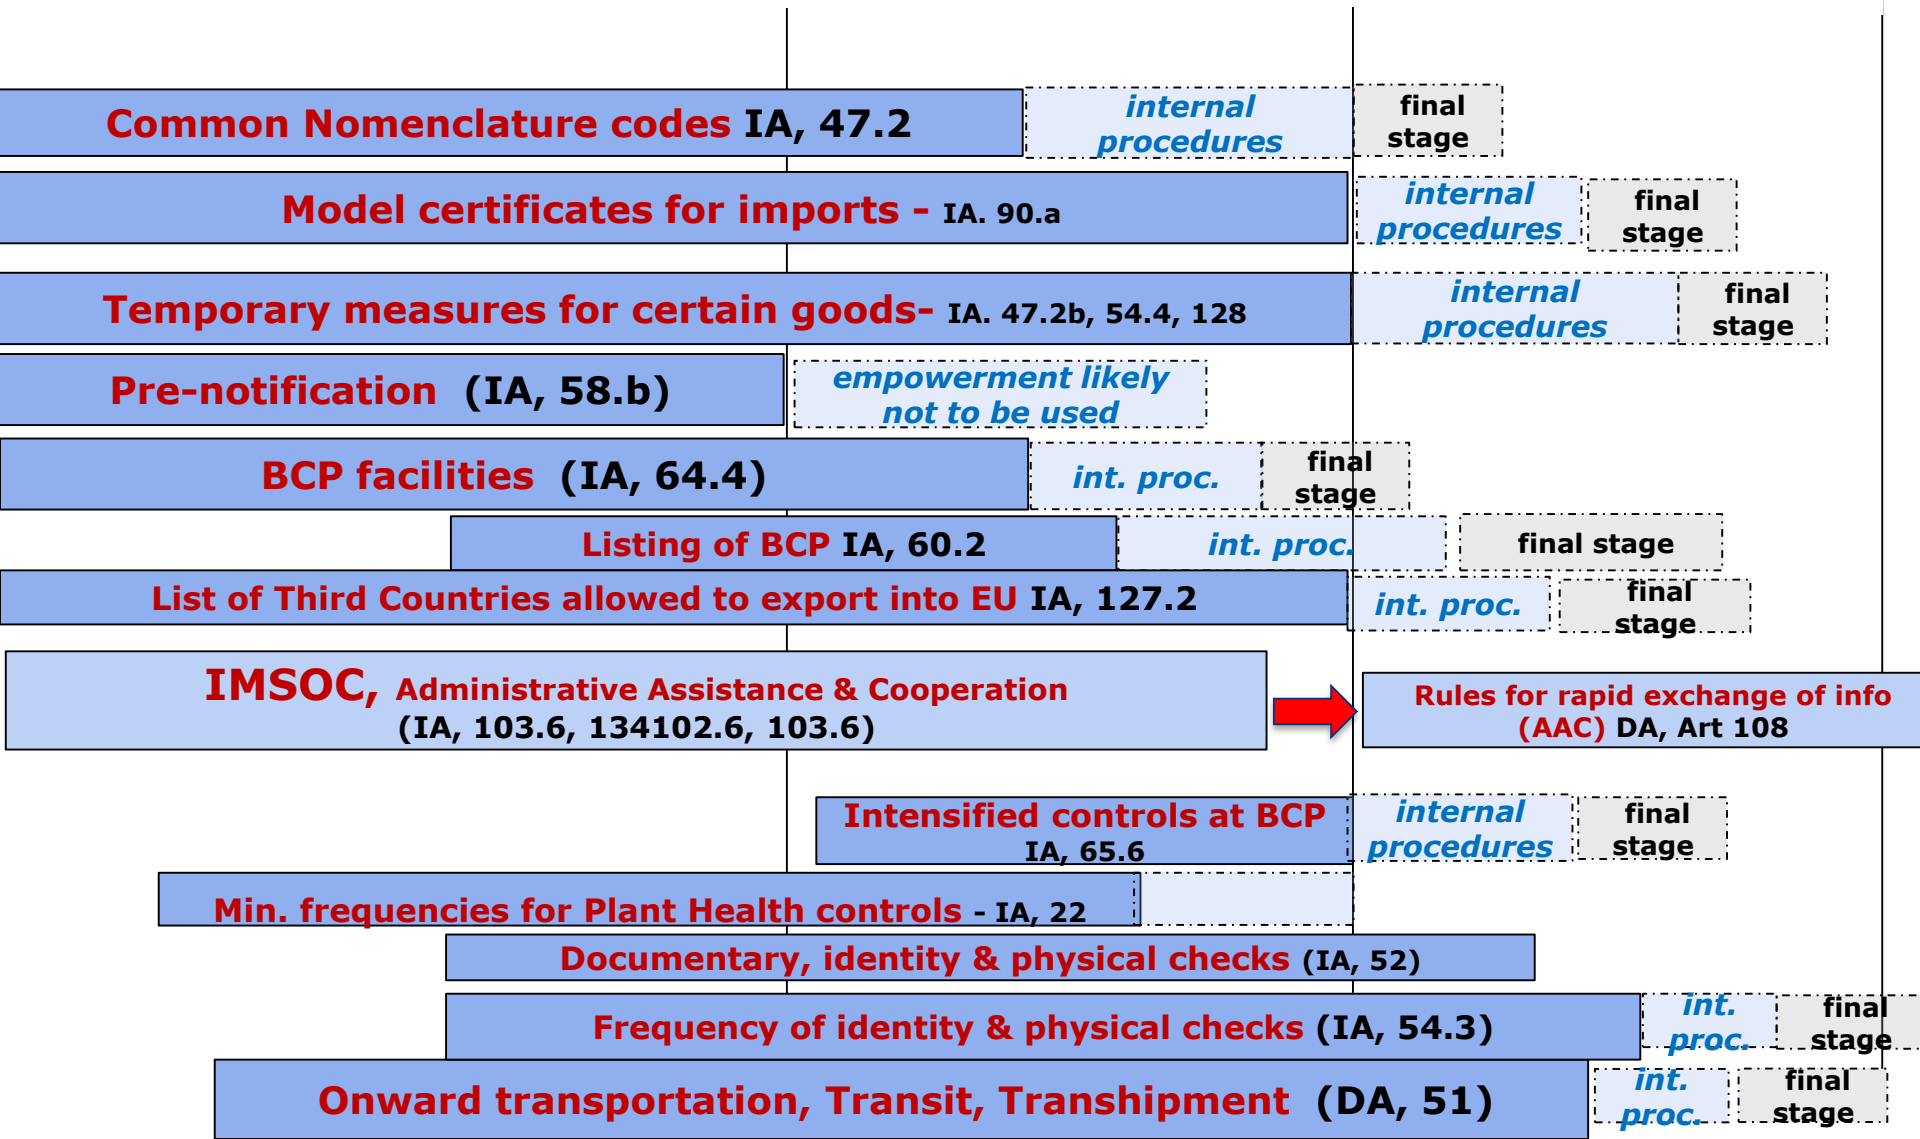 Common Nomenclature codes IA, 47.2
internal
procedures
final
stage
Model certificates for imports - IA. 90.a
internal
procedures
final
stage
Temporary measures for certain goods- IA. 47.2b, 54.4, 128
internal
procedures
final
stage
Pre-notification (IA, 58.b)
empowerment likely
not to be used
BCP facilities (IA, 64.4)
int. proc.
final
stage
Listing of BCP IA, 60.2
int. proc.
final stage
List of Third Countries allowed to export into EU IA, 127.2
int. proc.
final
stage
IMSOC, Administrative Assistance & Cooperation
(IA, 103.6, 134102.6, 103.6)
Rules for rapid exchange of info
(AAC) DA, Art 108
Intensified controls at BCP
IA, 65.6
internal
procedures
final
stage
Min. frequencies for Plant Health controls - IA, 22
Documentary, identity & physical checks (IA, 52)
Frequency of identity & physical checks (IA, 54.3)
int.
proc.
final
stage
Onward transportation, Transit, Transhipment (DA, 51)
int.
proc.
final
stage